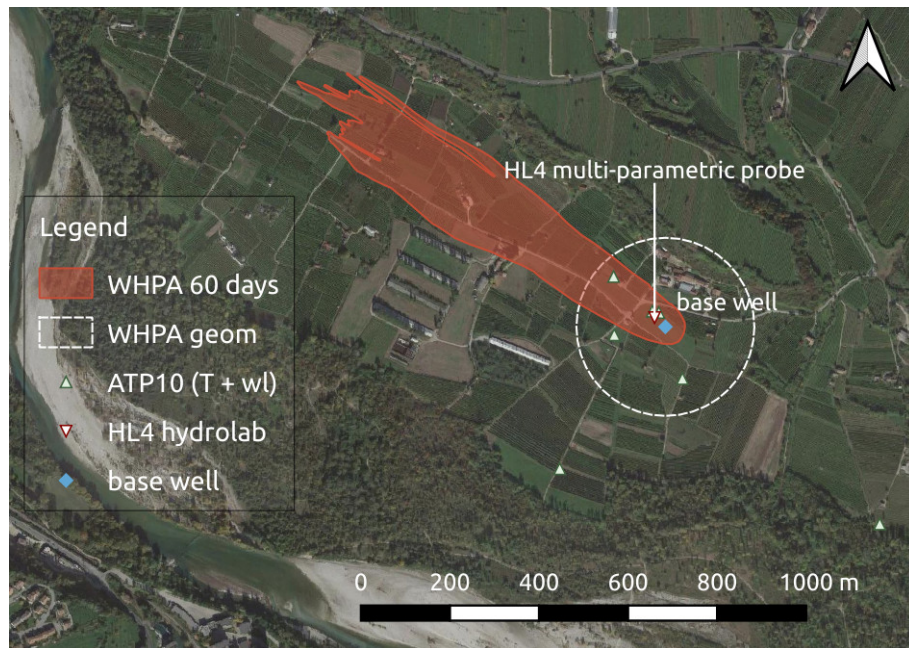 HL4 multi-parametric probe
base well
Legend
WHPA 60 days
WHPA geom
ATP10 (T + wl)
HL4 hydrolab
base well
0 200 400 600 800 1000 m